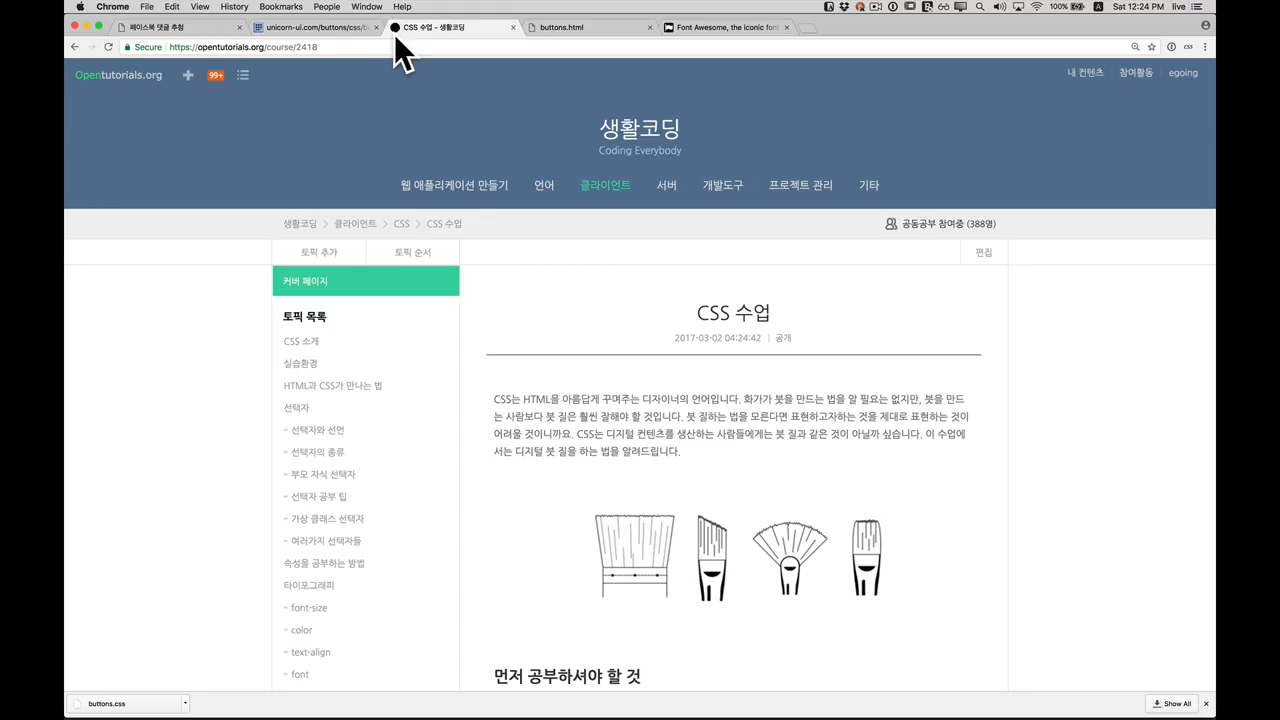 Chrome File Edit View History Bookmarks People Window Help 100% Sat 12:24 PM live
페이스북 댓글 추첨 unicorn-ui.com/buttons/css/b CSS 수업 - 생활코딩 buttons.html Font Awesome, the iconic fon
Secure https://opentutorials.org/course/2418
Opentutorials.org 99+ 내 컨텐츠 참여활동 egoing
생활코딩
Coding Everybody
웹 애플리케이션 만들기 언어 클라이언트 서버 개발도구 프로젝트 관리 기타
생활코딩 > 클라이언트 > CSS > CSS 수업 공동공부 참여중 (388명)
토픽 추가 토픽 순서 편집
커버 페이지
토픽 목록
CSS 소개
실습환경
HTML과 CSS가 만나는 법
선택자
- 선택자와 선언
- 선택자의 종류
- 부모 자식 선택자
- 선택자 공부 팁
- 가상 클래스 선택자
- 여러가지 선택자들
속성을 공부하는 방법
타이포그래피
- font-size
- color
- text-align
- font
CSS 수업
2017-03-02 04:24:42 | 공개
CSS는 HTML을 아름답게 꾸며주는 디자이너의 언어입니다. 화가가 붓을 만드는 법을 알 필요는 없지만, 붓을 만드
는 사람보다 붓 질은 훨씬 잘해야 할 것입니다. 붓 질하는 법을 모른다면 표현하고자하는 것을 제대로 표현하는 것이
어려울 것이니까요. CSS는 디지털 컨텐츠를 생산하는 사람들에게는 붓 질과 같은 것이 아닐까 싶습니다. 이 수업에
서는 디지털 붓 질을 하는 법을 알려드립니다.
먼저 공부하셔야 할 것
buttons.css Show All